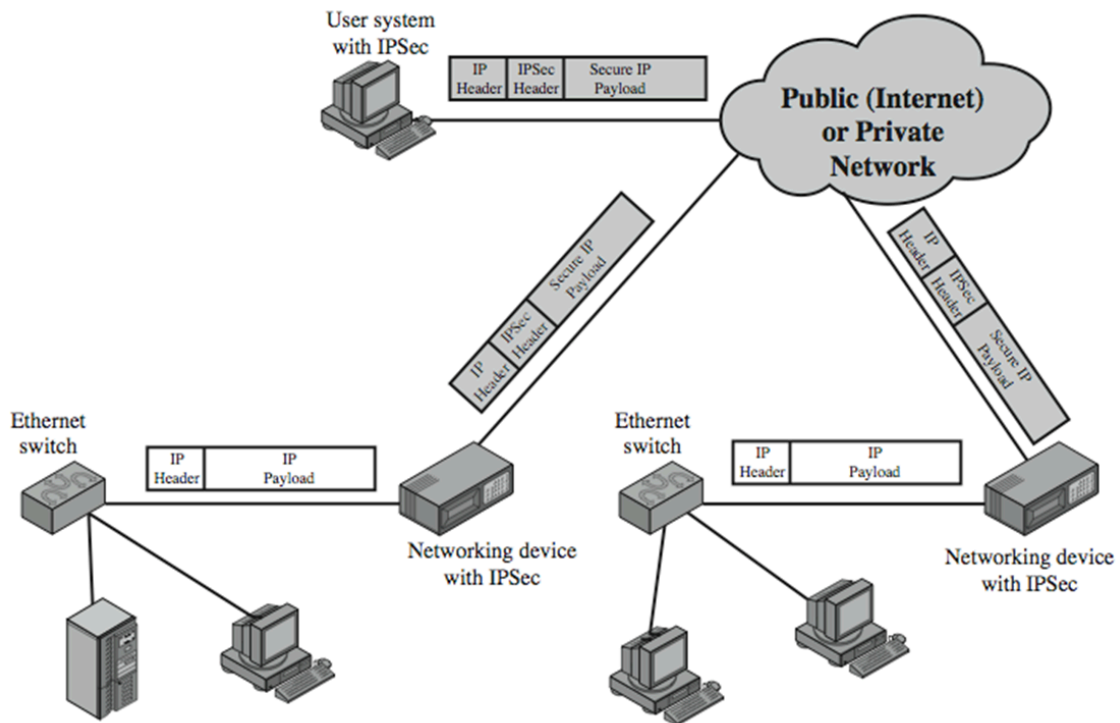 User system
with IPSec
IP
Header
IPSec
Header
Secure IP
Payload
Public (Internet)
or Private
Network
IP
Header
IPSec
Header
Secure IP
Payload
IP
Header
IPSec
Header
Secure IP
Payload
Ethernet
switch
IP
Header
IP
Payload
Networking device
with IPSec
Ethernet
switch
IP
Header
IP
Payload
Networking device
with IPSec